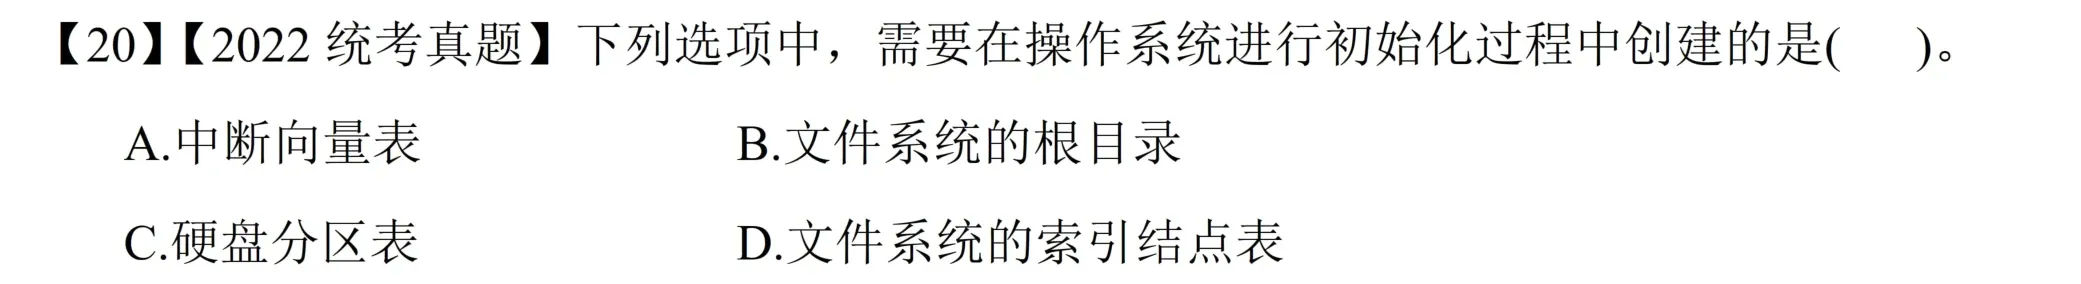 【20】【2022 统考真题】下列选项中，需要在操作系统进行初始化过程中创建的是(    )。
A.中断向量表 B.文件系统的根目录
C.硬盘分区表 D.文件系统的索引结点表